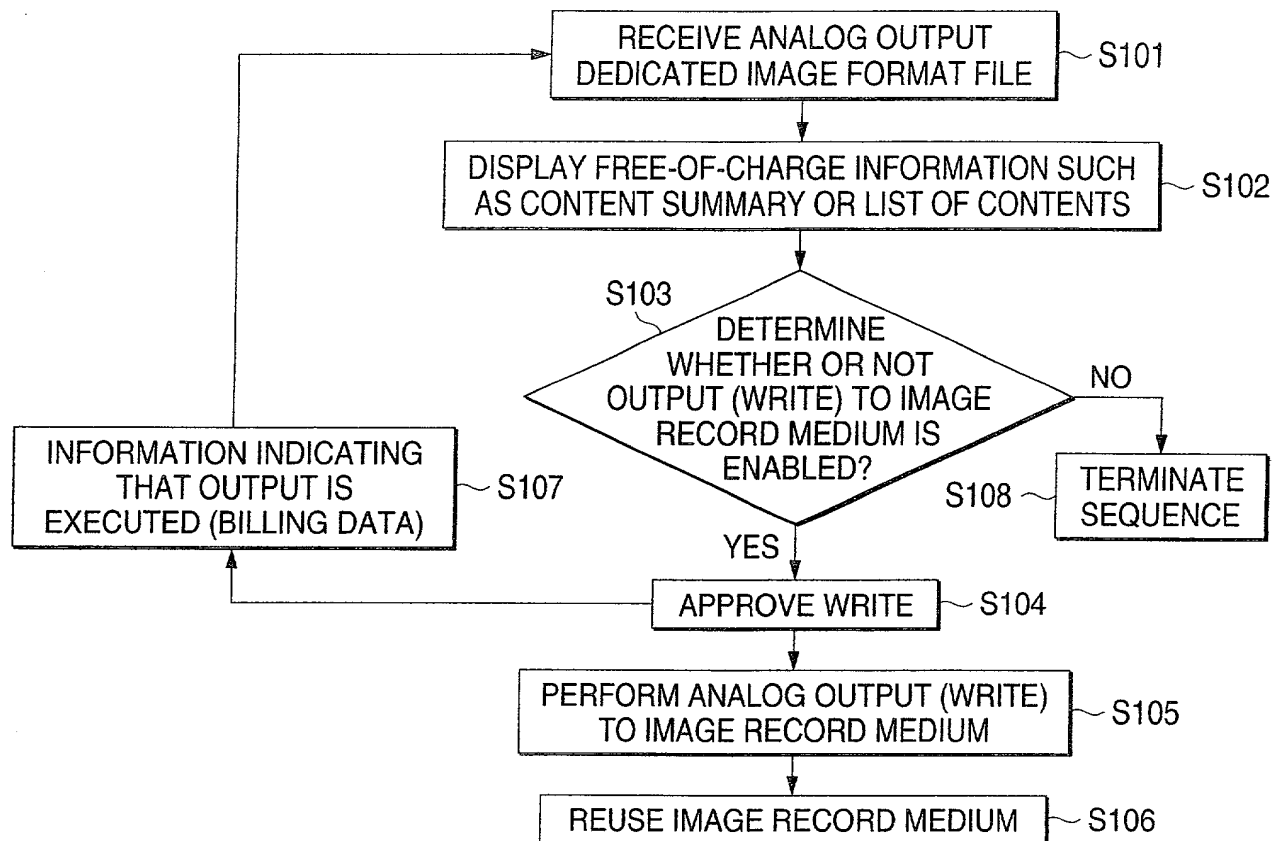 RECEIVE ANALOG OUTPUT
DEDICATED IMAGE FORMAT FILE
S101
DISPLAY FREE-OF-CHARGE INFORMATION SUCH
AS CONTENT SUMMARY OR LIST OF CONTENTS
S102
S103
DETERMINE
WHETHER OR NOT
OUTPUT (WRITE) TO IMAGE
RECORD MEDIUM IS
ENABLED?
NO
YES
S108
TERMINATE
SEQUENCE
INFORMATION INDICATING
THAT OUTPUT IS
EXECUTED (BILLING DATA)
S107
APPROVE WRITE
S104
PERFORM ANALOG OUTPUT (WRITE)
TO IMAGE RECORD MEDIUM
S105
REUSE IMAGE RECORD MEDIUM
S106